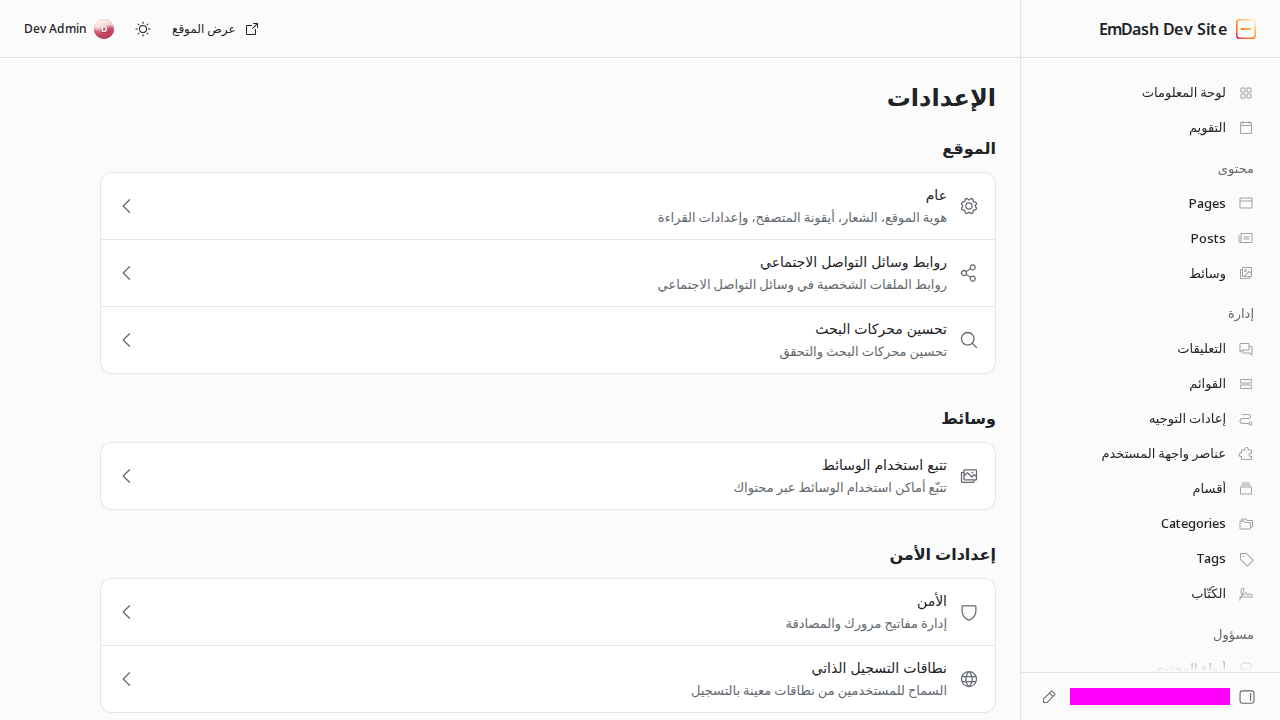 EmDash Dev Site
عرض الموقع
Dev Admin
D
لوحة المعلومات
التقويم
محتوى
Pages
Posts
وسائط
إدارة
التعليقات
القوائم
إعادات التوجيه
عناصر واجهة المستخدم
أقسام
Categories
Tags
الكُتّاب
مسؤول
أنواع المحتوى
الإعدادات
الموقع
عام
هوية الموقع، الشعار، أيقونة المتصفح، وإعدادات القراءة
روابط وسائل التواصل الاجتماعي
روابط الملفات الشخصية في وسائل التواصل الاجتماعي
تحسين محركات البحث
تحسين محركات البحث والتحقق
وسائط
تتبع استخدام الوسائط
تتبّع أماكن استخدام الوسائط عبر محتواك
إعدادات الأمن
الأمن
إدارة مفاتيح مرورك والمصادقة
نطاقات التسجيل الذاتي
السماح للمستخدمين من نطاقات معينة بالتسجيل